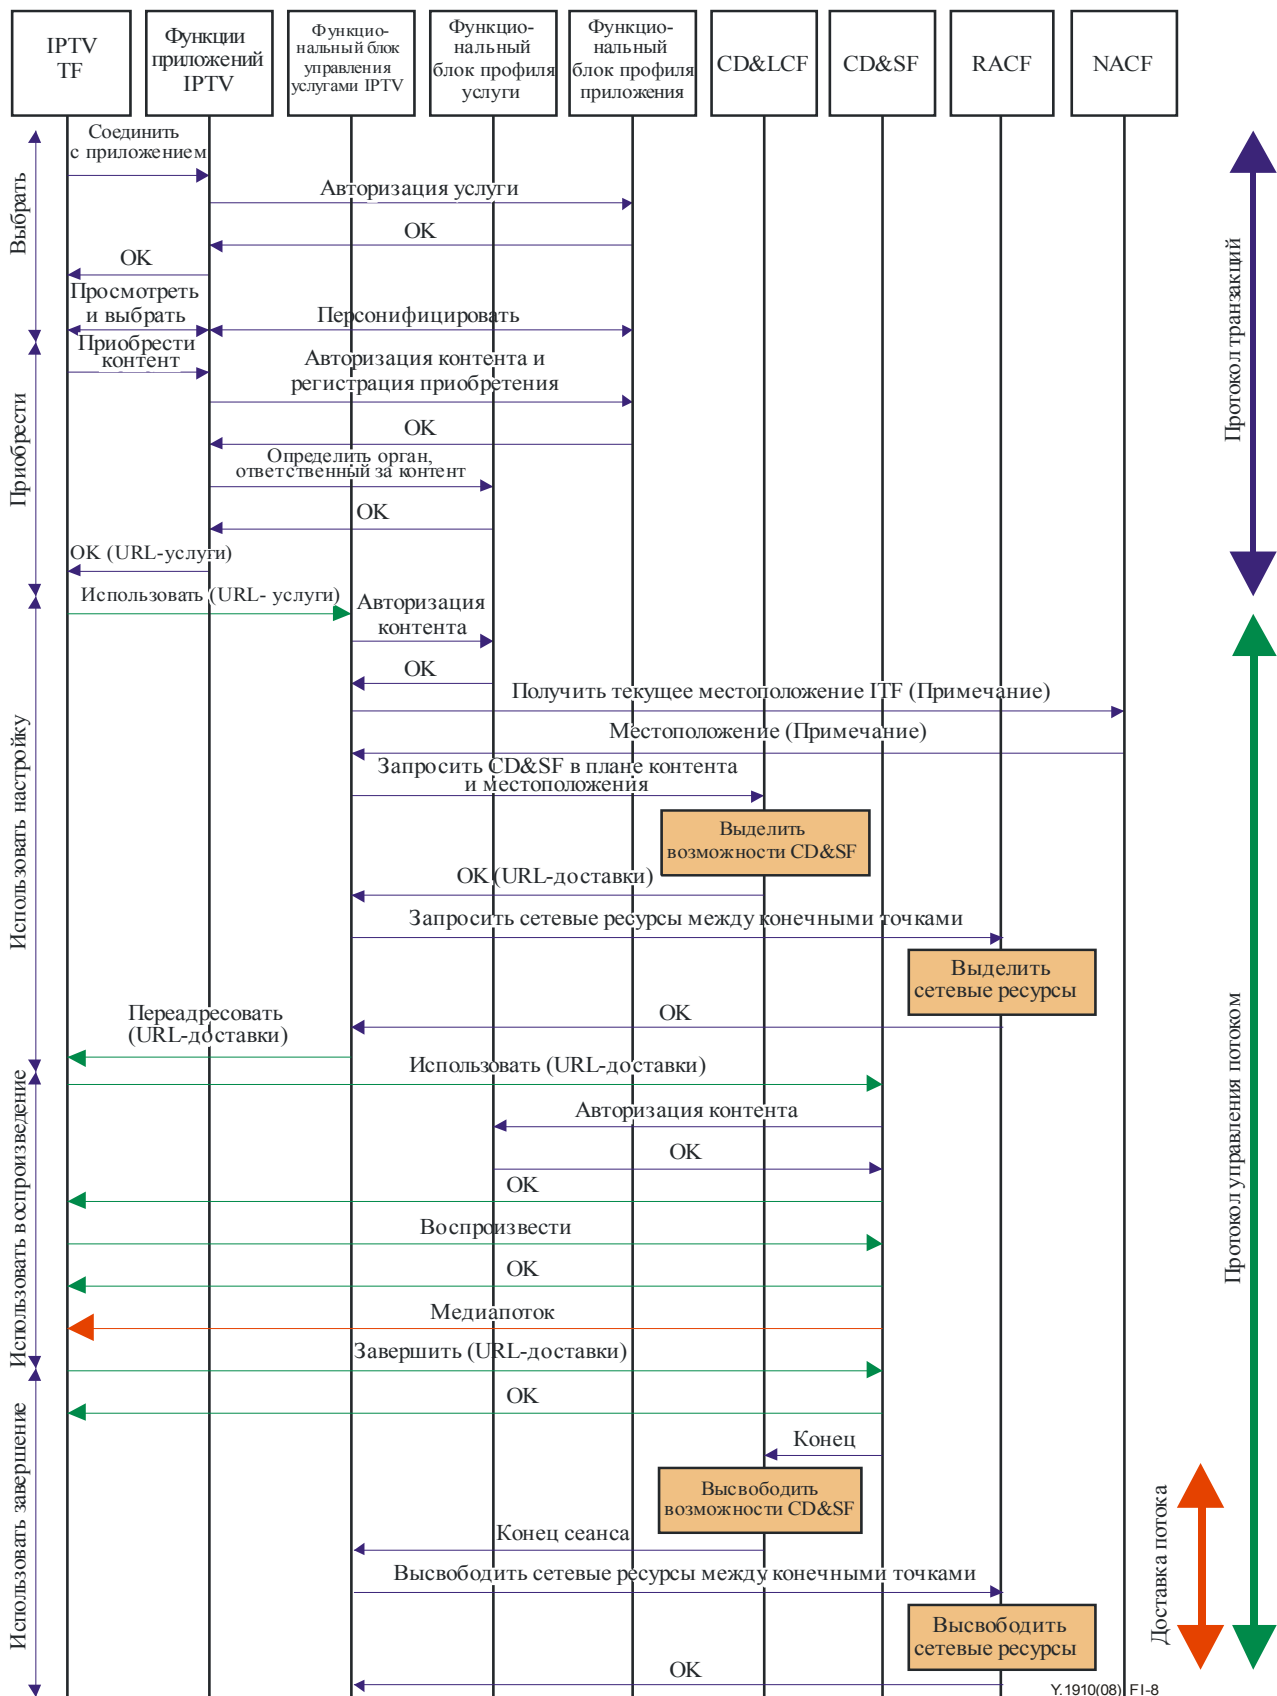 IPTV
TF
Функции
приложений
IPTV
Функцио-
нальный блок
управления
услугами IPTV
Функцио-
нальный
блок профиля
услуги
Функцио-
нальный
блок профиля
приложения
CD&LCF
CD&SF
RACF
NACF
Соединить
с приложением
Авторизация услуги
OK
OK
Просмотреть
и выбрать
Персонифицировать
Приобрести
контент
Авторизация контента и
регистрация приобретения
OK
Определить орган,
ответственный за контент
OK
OK (URL-услуги)
Использовать (URL- услуги)
Авторизация
контента
OK
Получить текущее местоположение ITF (Примечание)
Местоположение (Примечание)
Запросить CD&SF в плане контента
и местоположения
Выделить
возможности CD&SF
OK (URL-доставки)
Запросить сетевые ресурсы между конечными точками
Выделить
сетевые ресурсы
OK
Переадресовать
(URL-доставки)
Использовать (URL-доставки)
Авторизация контента
OK
OK
Воспроизвести
OK
Медиапоток
Завершить (URL-доставки)
OK
Конец
Высвободить
возможности CD&SF
Конец сеанса
Высвободить сетевые ресурсы между конечными точками
Высвободить
сетевые ресурсы
OK
Выбрать
Приобрести
Использовать настройку
Использовать воспроизведение
Использовать завершение
Протокол транзакций
Протокол управления потоком
Доставка потока
Y.1910(08)_FI-8